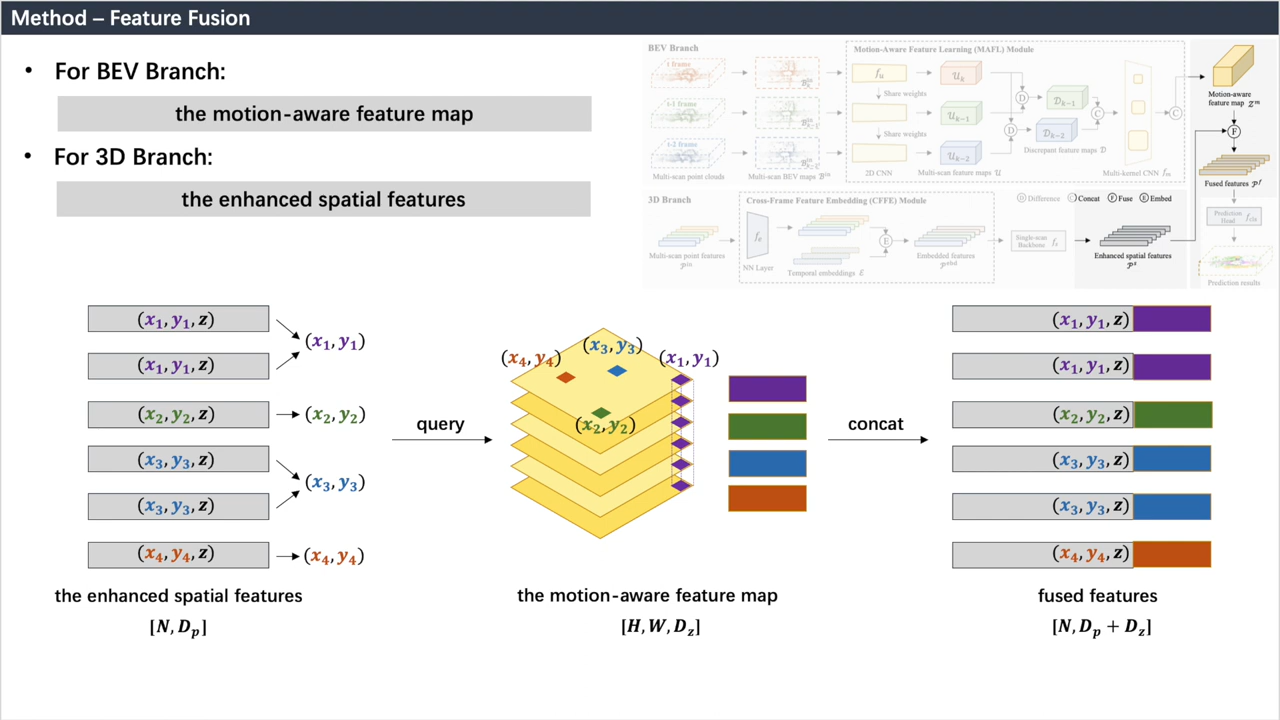 Method – Feature Fusion
• For BEV Branch:
the motion-aware feature map
• For 3D Branch:
the enhanced spatial features
BEV Branch
Motion-Aware Feature Learning (MAFL) Module
t frame
t-1 frame
t-2 frame
Share weights
Share weights
Multi-scan point clouds
Multi-scan BEV maps
2D CNN
Multi-scan feature maps U
Discrepant feature maps D
Multi-kernel CNN
Motion-aware
feature map
Fused features
3D Branch
Cross-Frame Feature Embedding (CFFE) Module
D Difference C Concat F Fuse E Embed
Multi-scan point
features
NN Layer
Temporal embeddings
Embedded
features
Single-scan
Backbone
Enhanced spatial
features
Prediction
Head
Prediction results
(x₁, y₁, z)
(x₁, y₁, z)
(x₁, y₁)
(x₂, y₂, z)
(x₂, y₂)
(x₃, y₃, z)
(x₃, y₃, z)
(x₃, y₃)
(x₄, y₄, z)
(x₄, y₄)
query
(x₄, y₄)
(x₃, y₃)
(x₁, y₁)
(x₂, y₂)
concat
(x₁, y₁, z)
(x₁, y₁, z)
(x₂, y₂, z)
(x₃, y₃, z)
(x₃, y₃, z)
(x₄, y₄, z)
the enhanced spatial features
[N, Dₚ]
the motion-aware feature map
[H, W, D_z]
fused features
[N, Dₚ + D_z]